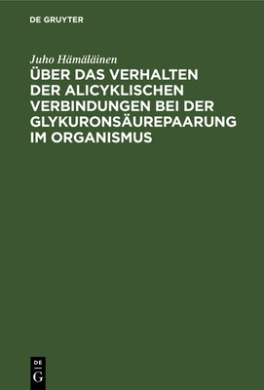 DE GRUYTER
Juho Hämäläinen
ÜBER DAS VERHALTEN
DER ALICYKLISCHEN
VERBINDUNGEN BEI DER
GLYKURONSÄUREPAARUNG
IM ORGANISMUS
DE
G